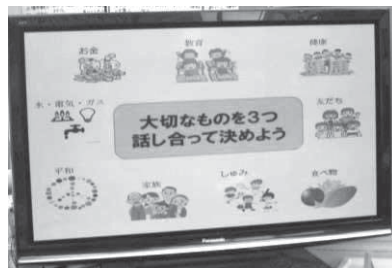 お金
教育
健康
水・電気・ガス
大切なものを3つ
話し合って決めよう
友だち
平和
家族
しゅみ
食べ物
Panasonic